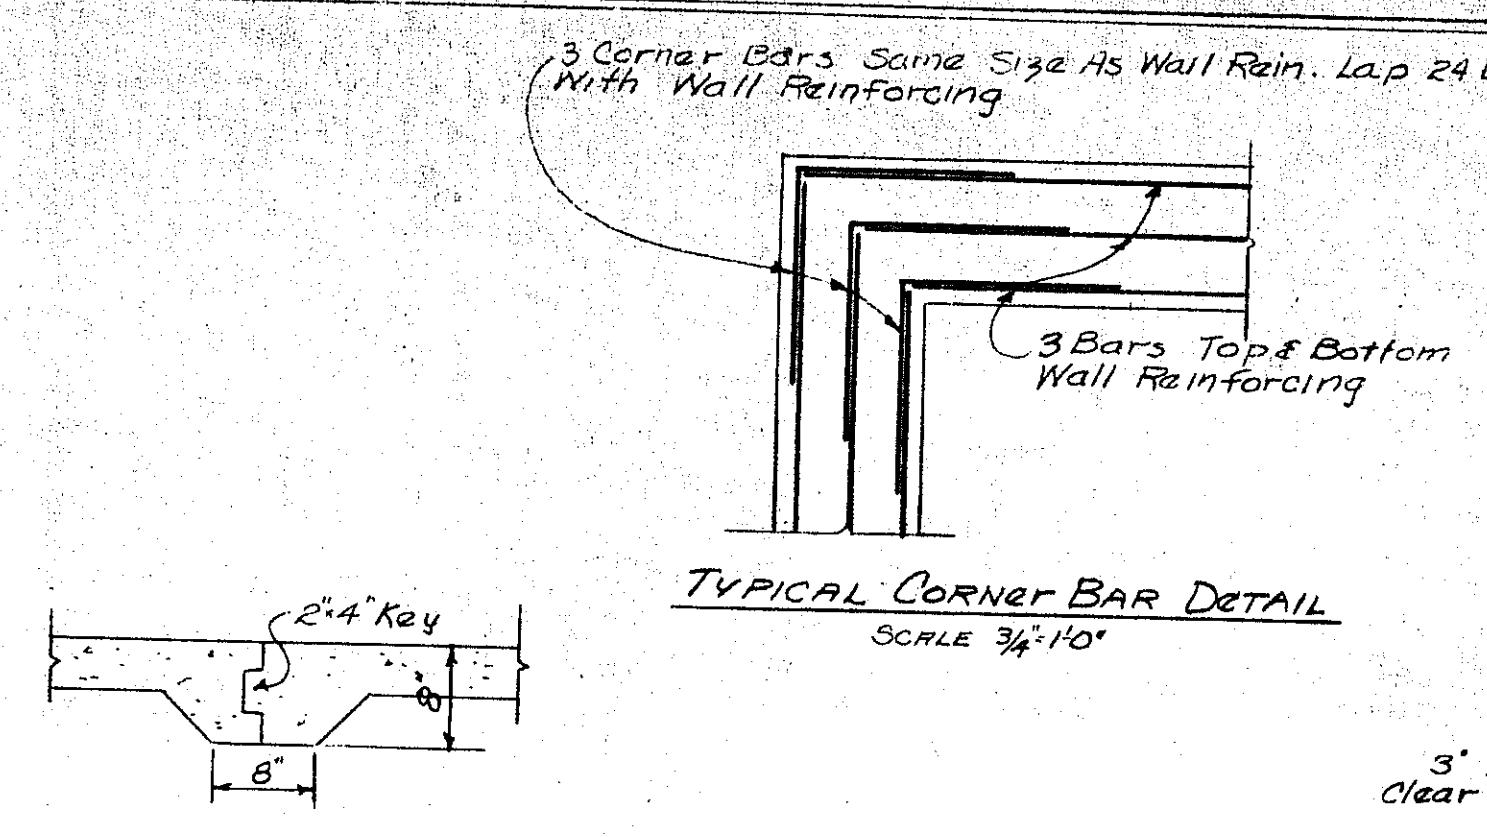 3 Corner Bars Same Size As Wall Rein. Lap 24
With Wall Reinforcing
3 Bars Top & Bottom
Wall Reinforcing
TYPICAL CORNER BAR DETAIL
SCALE 3/4"=1'-0"
2"x4" Key
8"
8"
3"
Clear